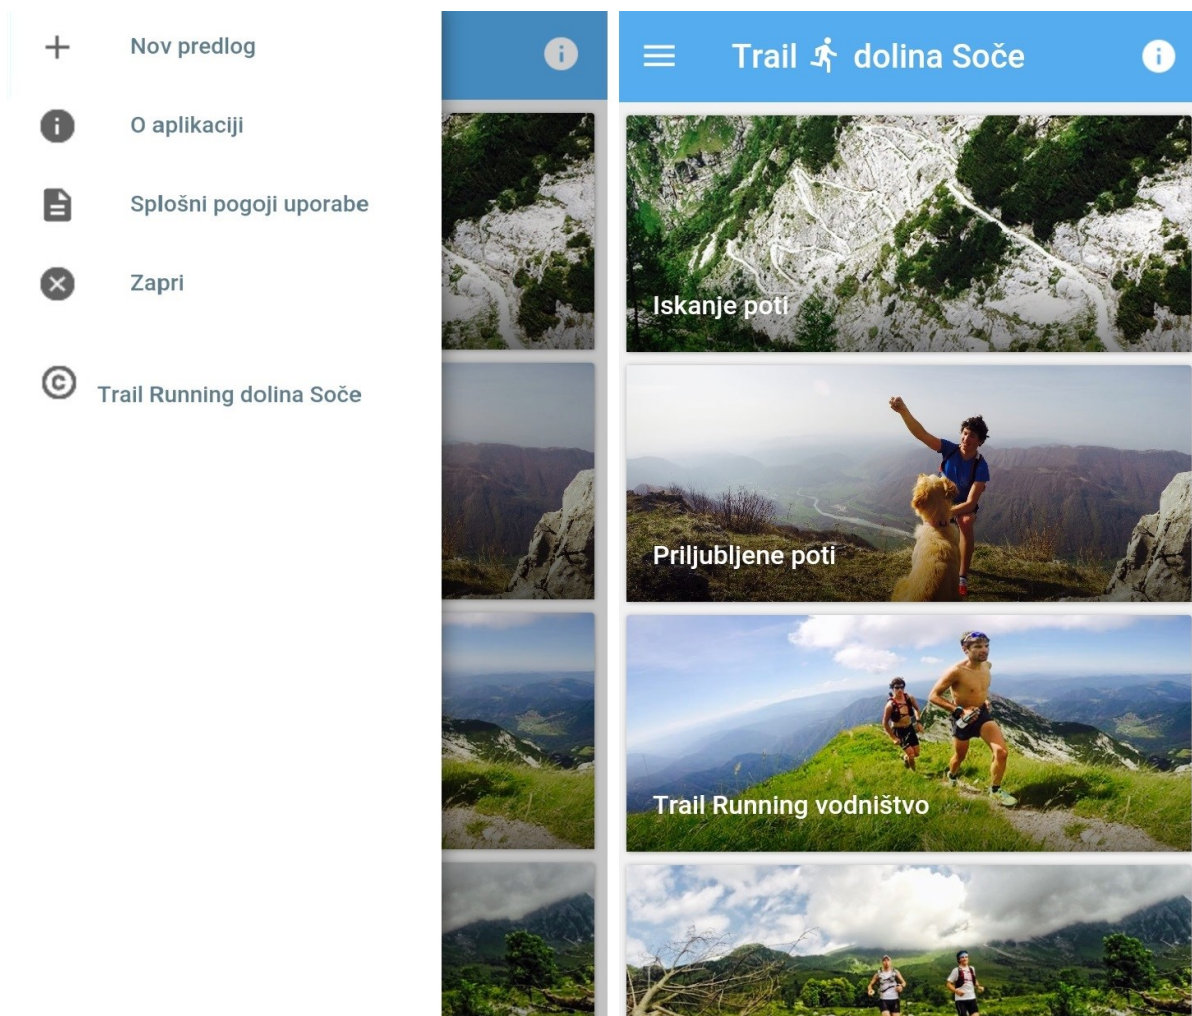 Nov predlog
O aplikaciji
Splošni pogoji uporabe
Zapri
© Trail Running dolina Soče
Trail dolina Soče
Iskanje poti
Priljubljene poti
Trail Running vodništvo